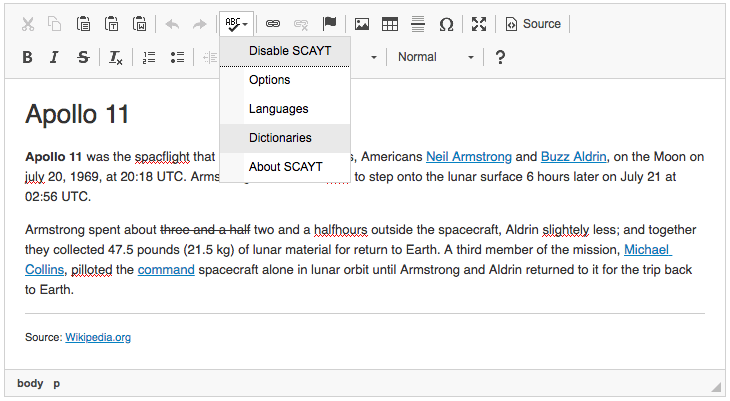 ABC
Source
B I S Ix
Normal ?
Disable SCAYT
Options
Languages
Dictionaries
About SCAYT
Apollo 11
Apollo 11 was the spacflight that , Americans Neil Armstrong and Buzz Aldrin, on the Moon on
july 20, 1969, at 20:18 UTC. to step onto the lunar surface 6 hours later on July 21 at
02:56 UTC.
Armstrong spent about three and a half two and a halfhours outside the spacecraft, Aldrin slightely less; and together
they collected 47.5 pounds (21.5 kg) of lunar material for return to Earth. A third member of the mission, Michael
Collins, pilloted the command spacecraft alone in lunar orbit until Armstrong and Aldrin returned to it for the trip back
to Earth.
Source: Wikipedia.org
body p